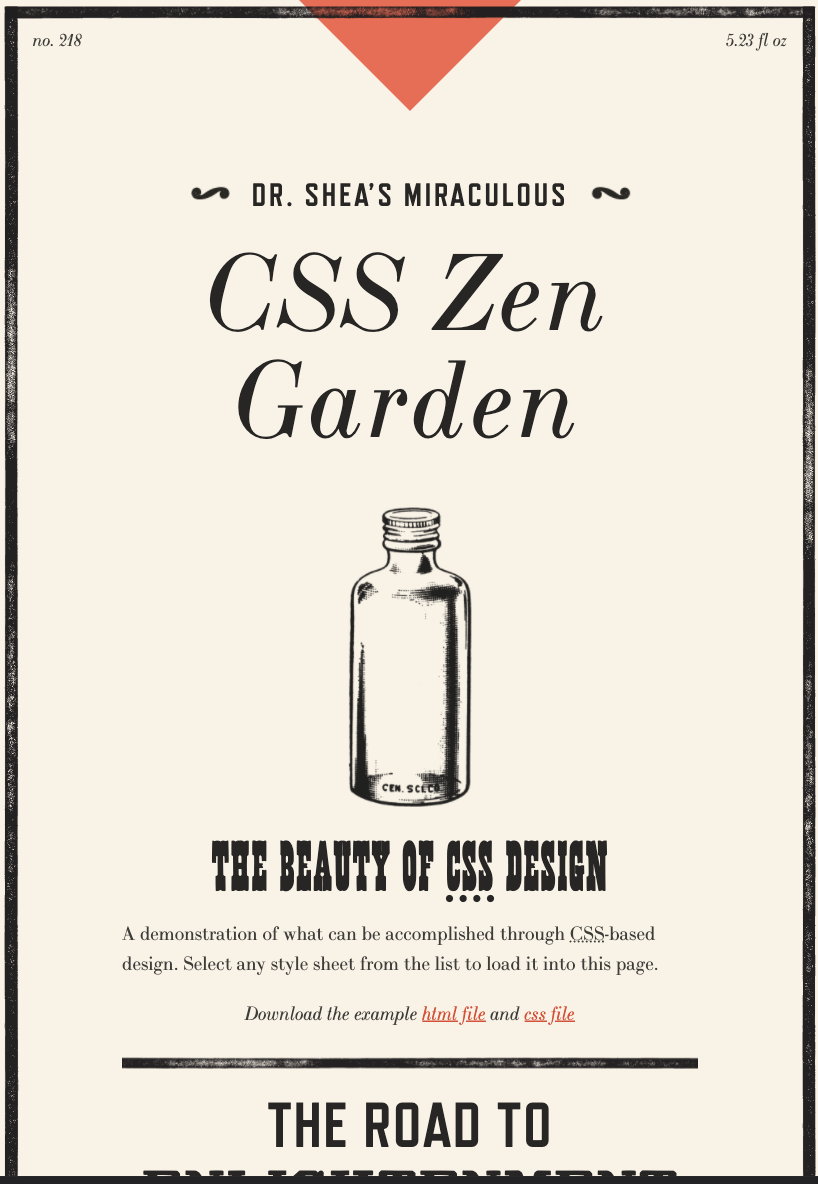 no. 218
5.23 fl oz
DR. SHEA'S MIRACULOUS
CSS Zen
Garden
THE BEAUTY OF CSS DESIGN
A demonstration of what can be accomplished through CSS-based
design. Select any style sheet from the list to load it into this page.
Download the example html file and css file
THE ROAD TO
ENLIGHTENMENT